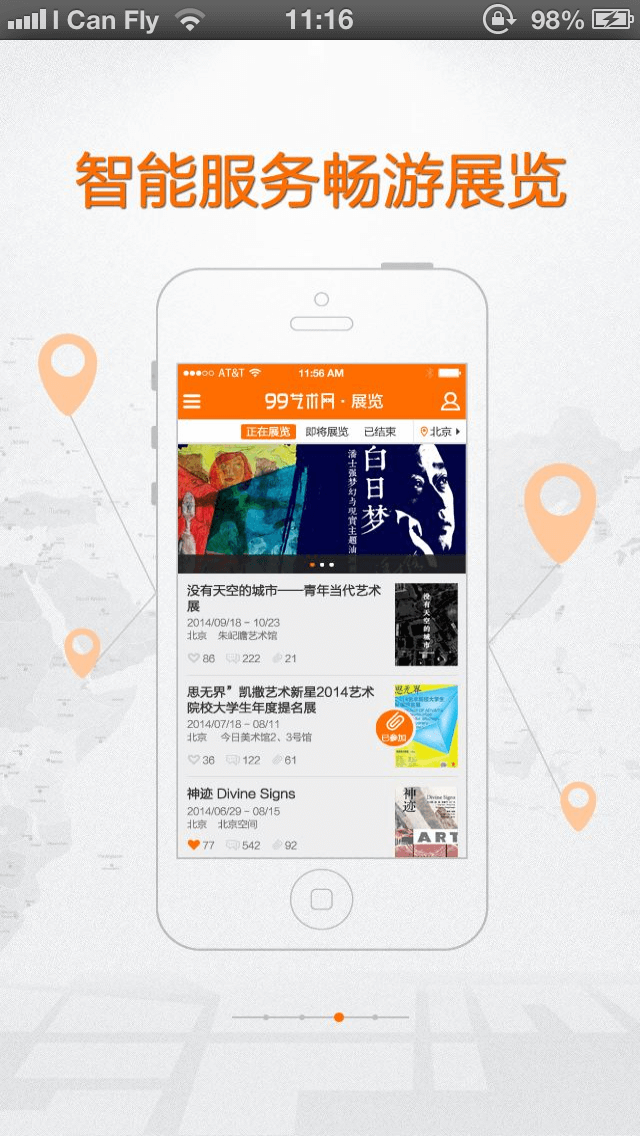 I Can Fly 11:16 98%
智能服务畅游展览
AT&T 11:56 AM
99艺术网·展览
正在展览 即将展览 已结束 北京
白日梦
潘士强梦幻与现实主题油
没有天空的城市——青年当代艺术
展
2014/09/18 - 10/23
北京 朱屺瞻艺术馆
86 222 21
没有天空的城市
思无界”凯撒艺术新星2014艺术
院校大学生年度提名展
2014/07/18 - 08/11
北京 今日美术馆2、3号馆
36 122 61
已参加
思无界
神迹 Divine Signs
2014/06/29 - 08/15
北京 北京空间
77 542 92
神迹
Divine Signs
ART